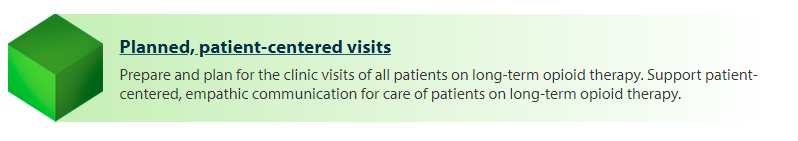 Planned, patient-centered visits
Prepare and plan for the clinic visits of all patients on long-term opioid therapy. Support patient-
centered, empathic communication for care of patients on long-term opioid therapy.